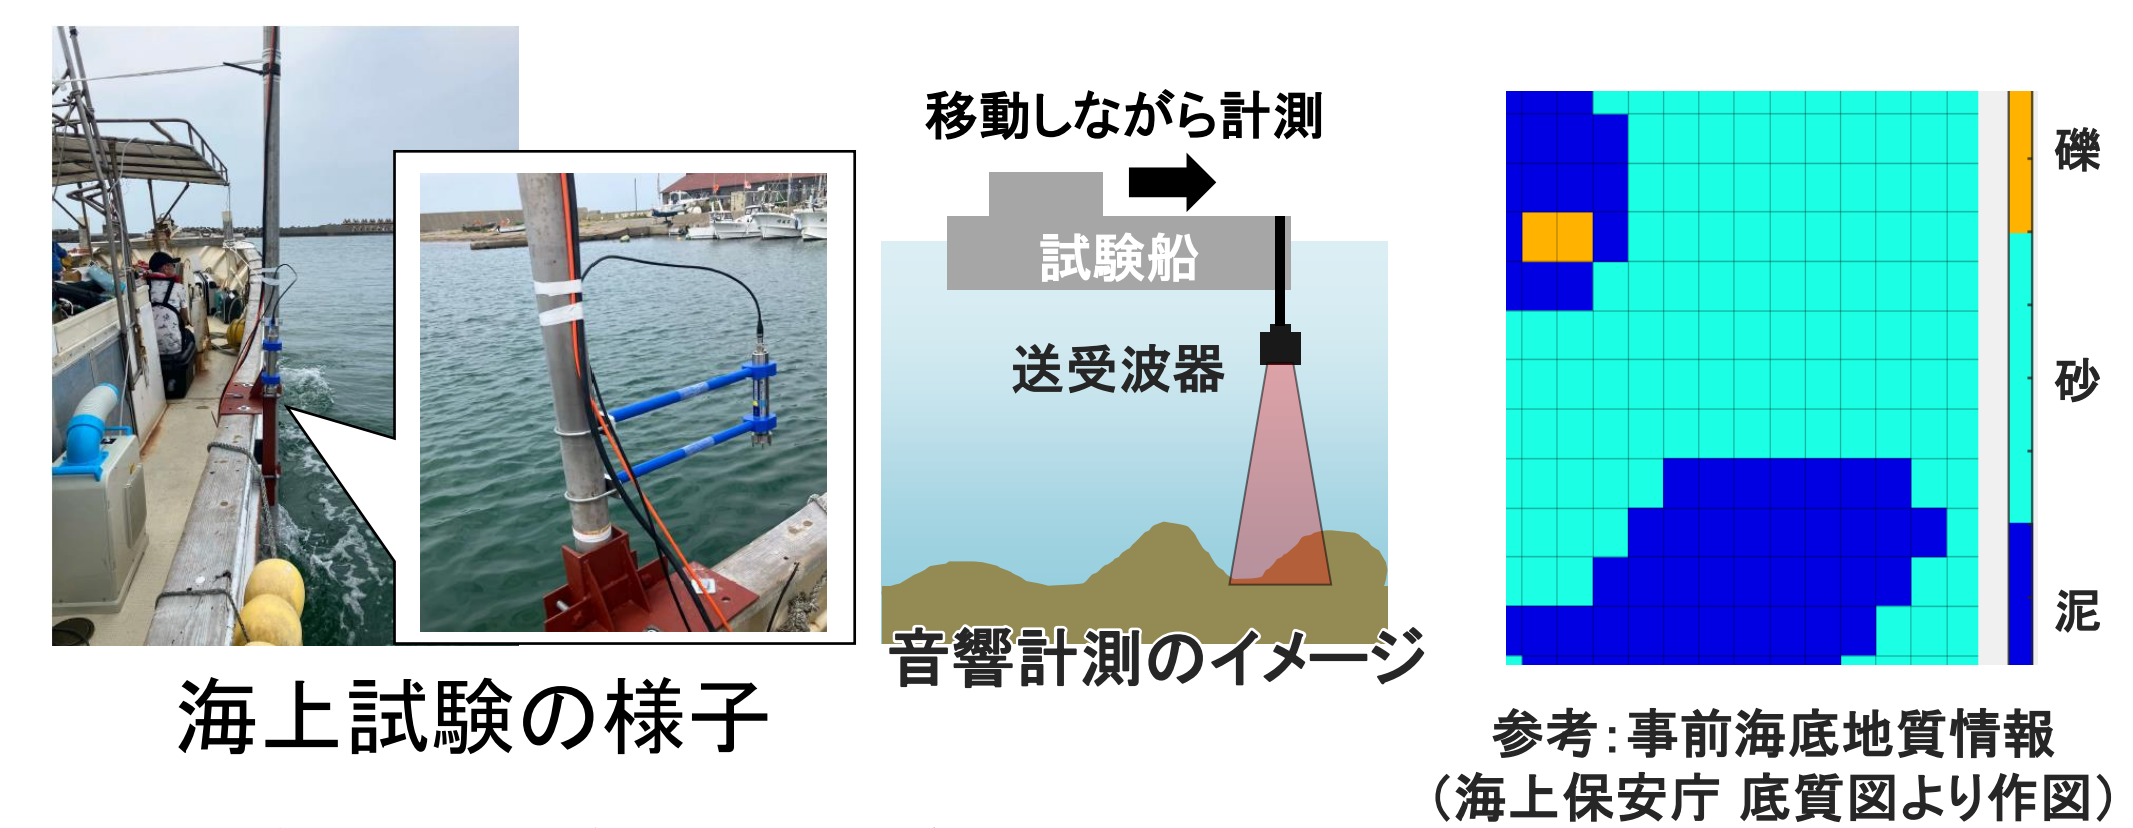 移動しながら計測
試験船
送受波器
音響計測のイメージ
海上試験の様子
礫
砂
泥
参考：事前海底地質情報
（海上保安庁 底質図より作図）